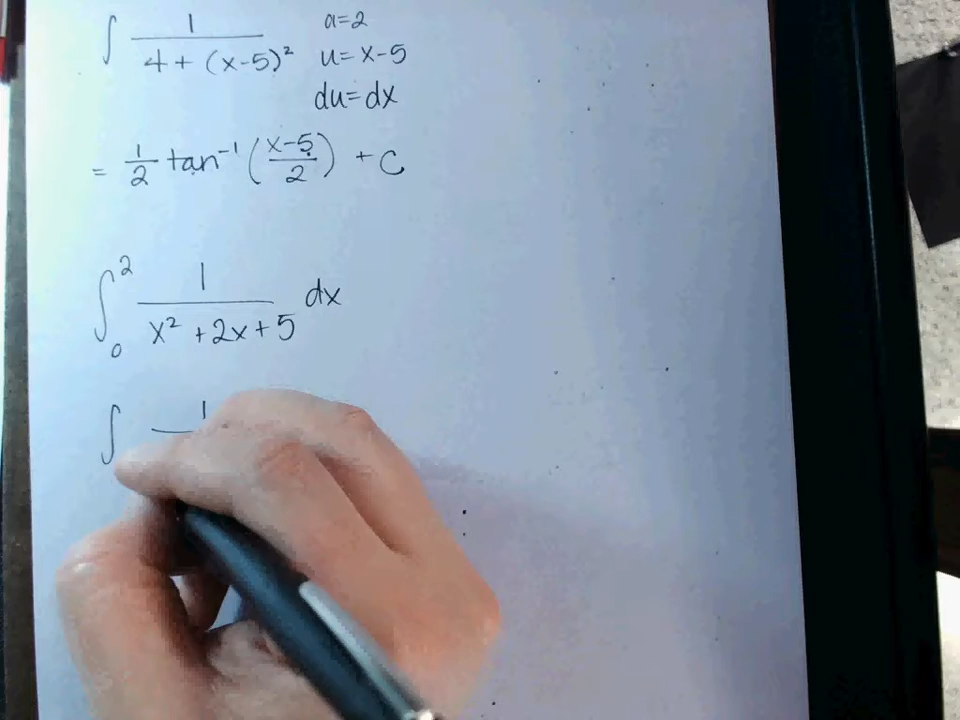 ∫ 1/(4 + (x-5)²) a=2
u= x-5
du= dx
= 1/2 tan⁻¹ ((x-5)/2) + C
∫₀² 1/(x² +2x+5) dx
∫ 1